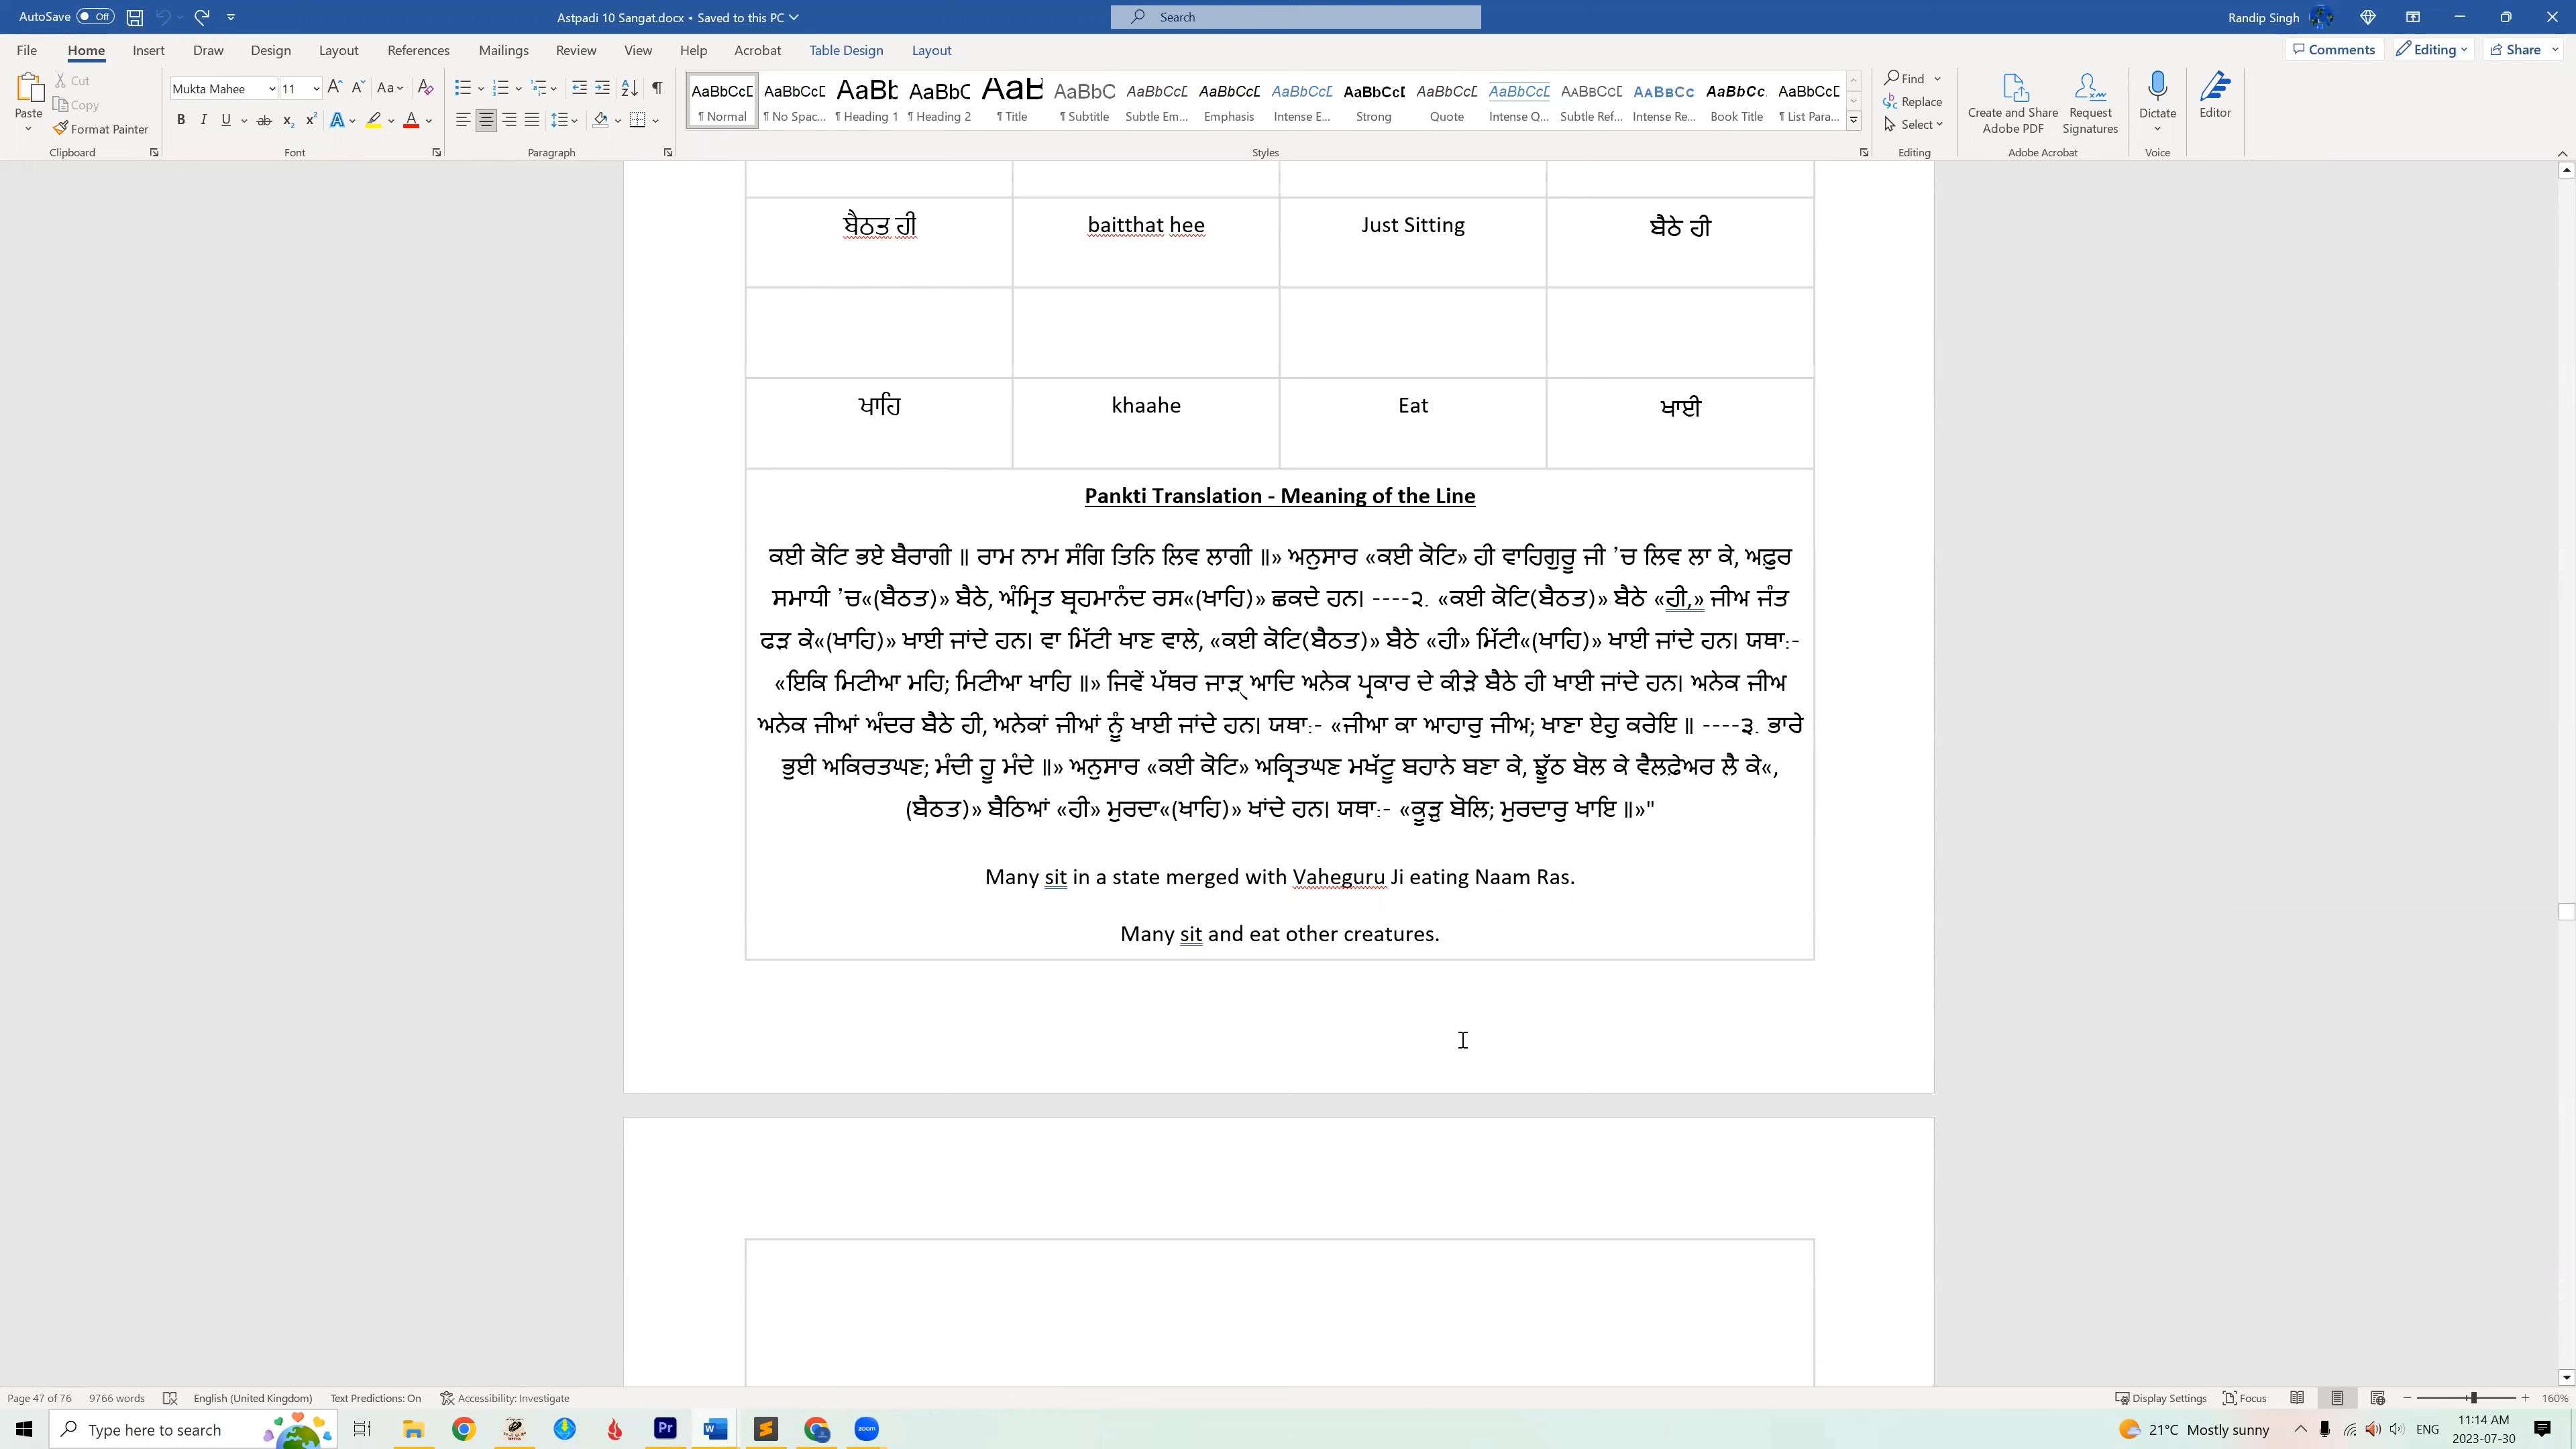 AutoSave Off Astpadi 10 Sangat.docx • Saved to this PC Search Randip Singh
File Home Insert Draw Design Layout References Mailings Review View Help Acrobat Table Design Layout Comments Editing Share
Paste Cut Copy Format Painter
Mukta Mahee 11
AaBbCcD AaBbCcD AaBb AaBbC AaB AaBbC AaBbCcD AaBbCcD AaBbCcD AaBbCcD AaBbCcD AaBbCcD AaBbCcD AaBbCc AaBbCc AaBbCcD
¶ Normal ¶ No Spac... ¶ Heading 1 ¶ Heading 2 ¶ Title ¶ Subtitle Subtle Em... Emphasis Intense E... Strong Quote Intense Q... Subtle Ref... Intense Re... Book Title ¶ List Para...
Find Replace Select
Create and Share Adobe PDF Request Signatures Dictate Editor
Clipboard Font Paragraph Styles Editing Adobe Acrobat Voice
ਬੈਠਤ ਹੀ baitthat hee Just Sitting ਬੈਠੇ ਹੀ
ਖਾਹਿ khaahe Eat ਖਾਈ
Pankti Translation - Meaning of the Line
ਕਈ ਕੋਟਿ ਭਏ ਬੈਰਾਗੀ ॥ ਰਾਮ ਨਾਮ ਸੰਗਿ ਤਿਨਿ ਲਿਵ ਲਾਗੀ ॥» ਅਨੁਸਾਰ «ਕਈ ਕੋਟਿ» ਹੀ ਵਾਹਿਗੁਰੂ ਜੀ ’ਚ ਲਿਵ ਲਾ ਕੇ, ਅਫੁਰ
ਸਮਾਧੀ ’ਚ«(ਬੈਠਤ)» ਬੈਠੇ, ਅੰਮ੍ਰਿਤ ਬ੍ਰਹਮਾਨੰਦ ਰਸ«(ਖਾਹਿ)» ਛਕਦੇ ਹਨ। ----੨. «ਕਈ ਕੋਟਿ(ਬੈਠਤ)» ਬੈਠੇ «ਹੀ,» ਜੀਅ ਜੰਤ
ਫੜ ਕੇ«(ਖਾਹਿ)» ਖਾਈ ਜਾਂਦੇ ਹਨ। ਵਾ ਮਿੱਟੀ ਖਾਣ ਵਾਲੇ, «ਕਈ ਕੋਟਿ(ਬੈਠਤ)» ਬੈਠੇ «ਹੀ» ਮਿੱਟੀ«(ਖਾਹਿ)» ਖਾਈ ਜਾਂਦੇ ਹਨ। ਯਥਾ:-
«ਇਕਿ ਮਿਟੀਆ ਮਹਿ; ਮਿਟੀਆ ਖਾਹਿ ॥» ਜਿਵੇਂ ਪੱਥਰ ਜਾੜ੍ਹ ਆਦਿ ਅਨੇਕ ਪ੍ਰਕਾਰ ਦੇ ਕੀੜੇ ਬੈਠੇ ਹੀ ਖਾਈ ਜਾਂਦੇ ਹਨ। ਅਨੇਕ ਜੀਅ
ਅਨੇਕ ਜੀਆਂ ਅੰਦਰ ਬੈਠੇ ਹੀ, ਅਨੇਕਾਂ ਜੀਆਂ ਨੂੰ ਖਾਈ ਜਾਂਦੇ ਹਨ। ਯਥਾ:- «ਜੀਆ ਕਾ ਆਹਾਰੁ ਜੀਅ; ਖਾਣਾ ਏਹੁ ਕਰੇਇ ॥ ----੩. ਭਾਰੇ
ਭੁਈ ਅਕਿਰਤਘਣ; ਮੰਦੀ ਹੂ ਮੰਦੇ ॥» ਅਨੁਸਾਰ «ਕਈ ਕੋਟਿ» ਅਕ੍ਰਿਤਘਣ ਮਖੱਟੂ ਬਹਾਨੇ ਬਣਾ ਕੇ, ਝੂੱਠ ਬੋਲ ਕੇ ਵੈਲਫ਼ੇਅਰ ਲੈ ਕੇ«,
(ਬੈਠਤ)» ਬੈਠਿਆਂ «ਹੀ» ਮੁਰਦਾ«(ਖਾਹਿ)» ਖਾਂਦੇ ਹਨ। ਯਥਾ:- «ਕੂੜੁ ਬੋਲਿ; ਮੁਰਦਾਰੁ ਖਾਇ ॥»"
Many sit in a state merged with Vaheguru Ji eating Naam Ras.
Many sit and eat other creatures.
Page 47 of 76 9766 words English (United Kingdom) Text Predictions: On Accessibility: Investigate Display Settings Focus 160%
Type here to search 21°C Mostly sunny ENG 11:14 AM
2023-07-30